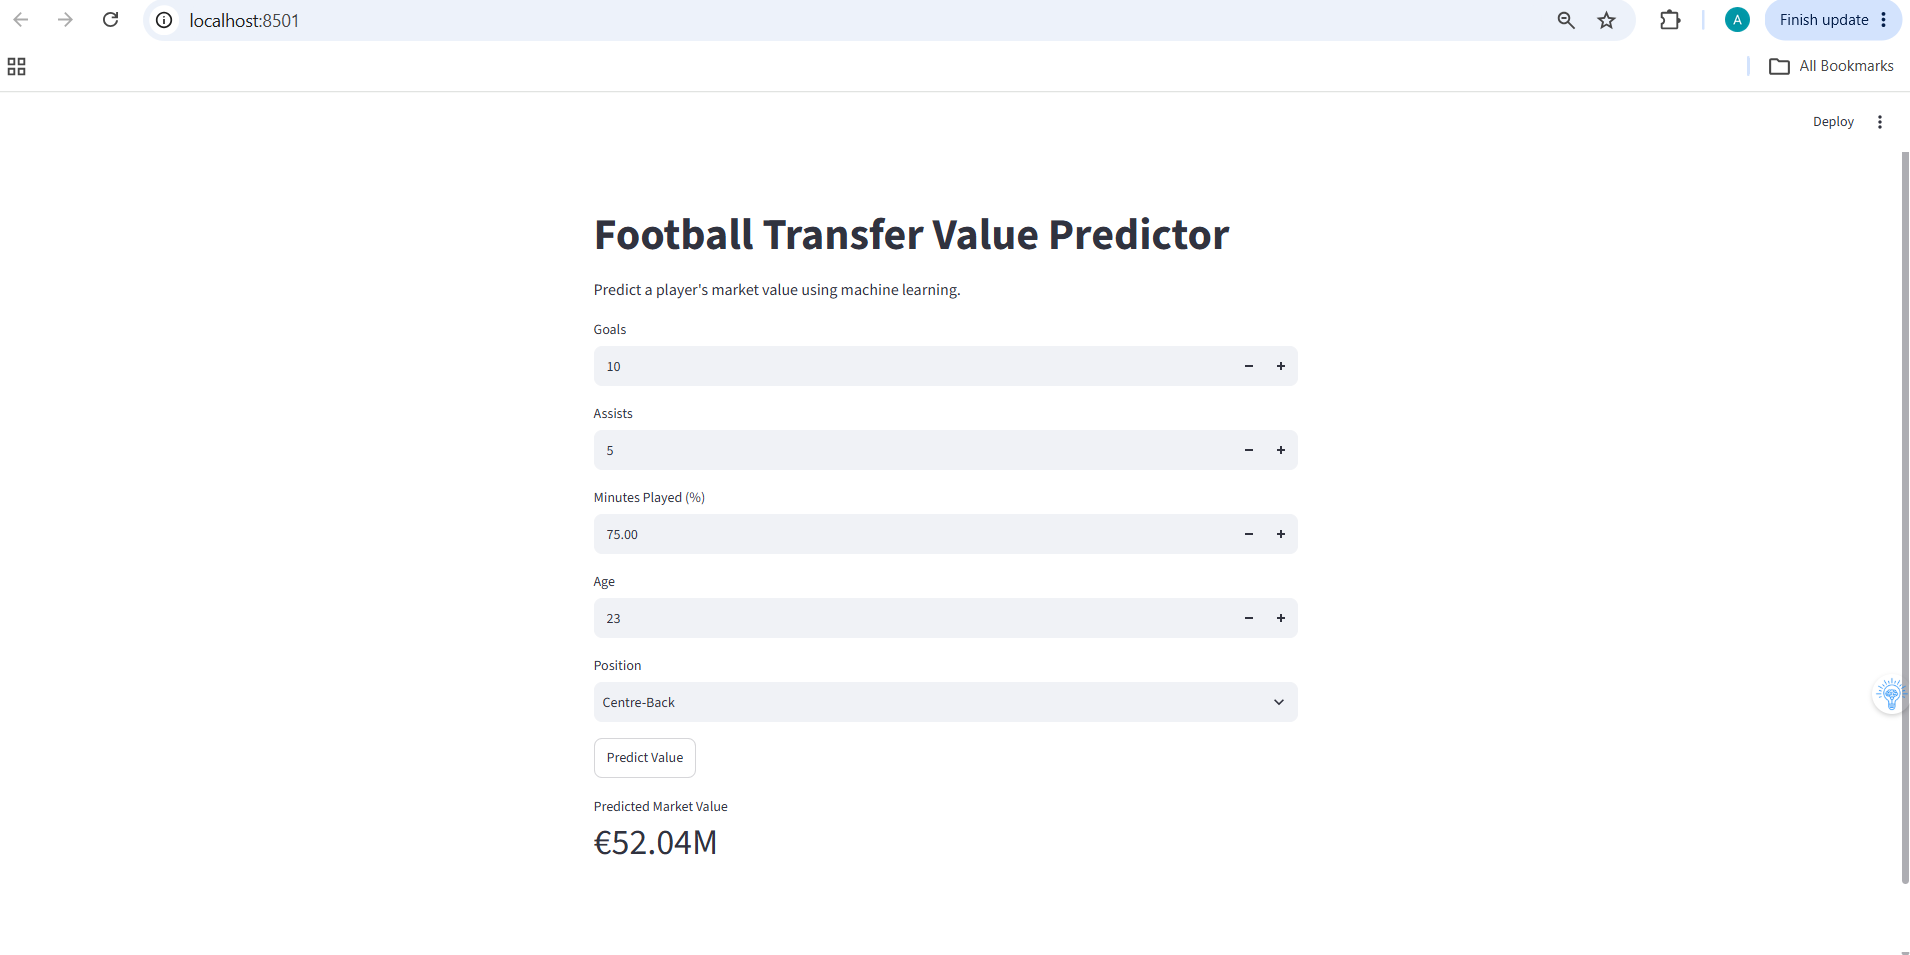 localhost:8501
A
Finish update
All Bookmarks
Deploy
Football Transfer Value Predictor
Predict a player's market value using machine learning.
Goals
10
Assists
5
Minutes Played (%)
75.00
Age
23
Position
Centre-Back
Predict Value
Predicted Market Value
€52.04M